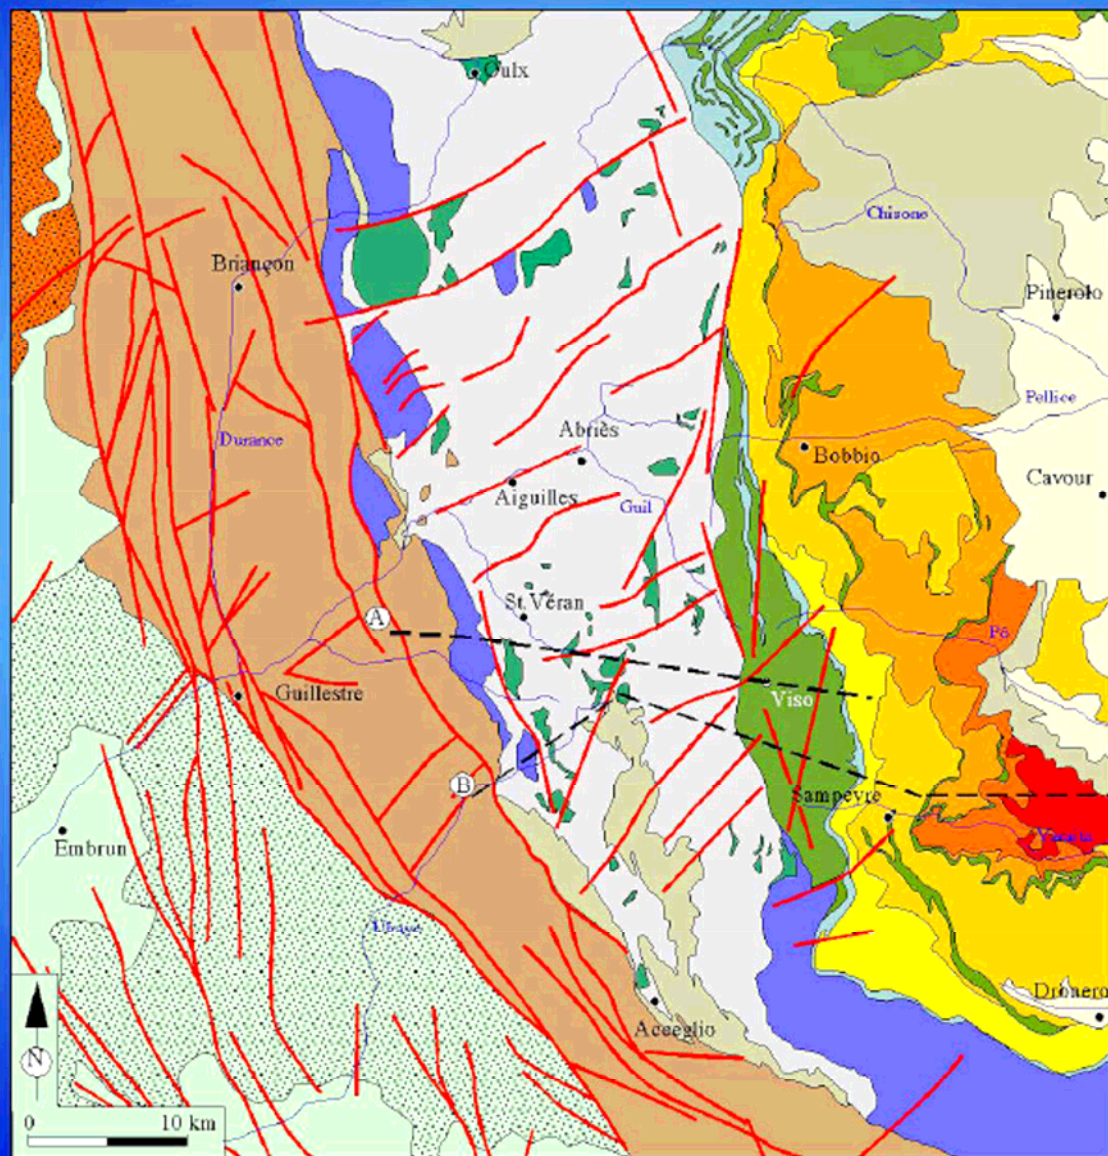 Oulx
Chisone
Briançon
Pinerolo
Pellice
Durance
Abriès
Bobbio
Cavour
Aiguilles
Guil
St Véran
A
Pô
Guillestre
Viso
B
Sampeyre
Embrun
Varaita
Ubaye
Dronero
Acceglio
N
0 10 km